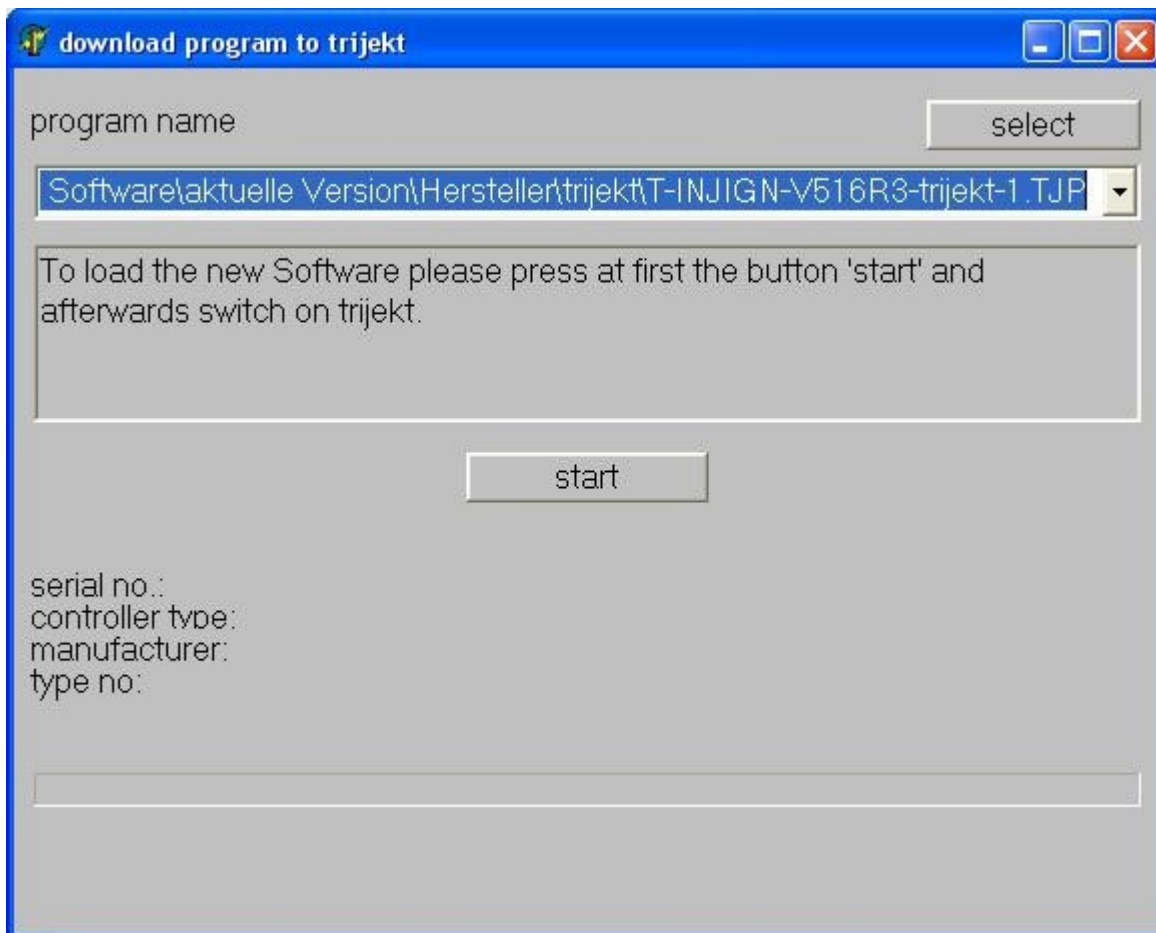 download program to trijekt
program name
select
Software\aktuelle Version\Hersteller\trijekt\T-INJIGN-V516R3-trijekt-1.TJP
To load the new Software please press at first the button 'start' and
afterwards switch on trijekt.
start
serial no.:
controller type:
manufacturer:
type no: